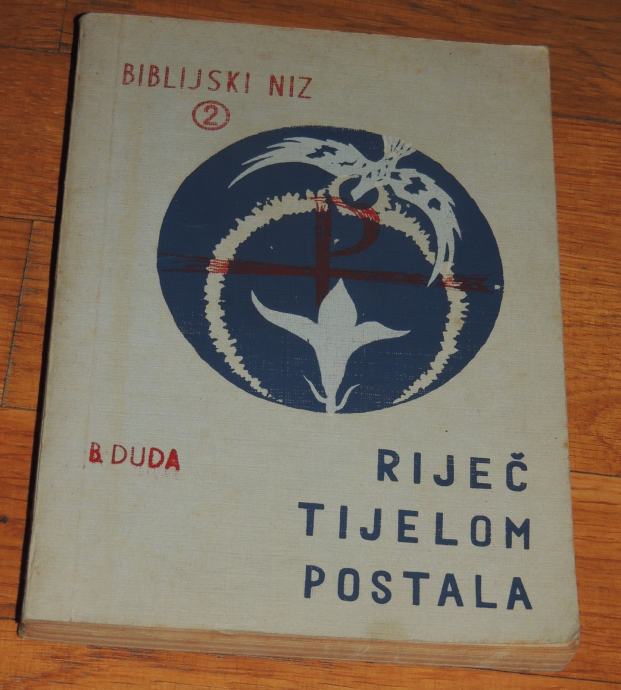 BIBLIJSKI NIZ
2
B. DUDA
RIJEČ
TIJELOM
POSTALA